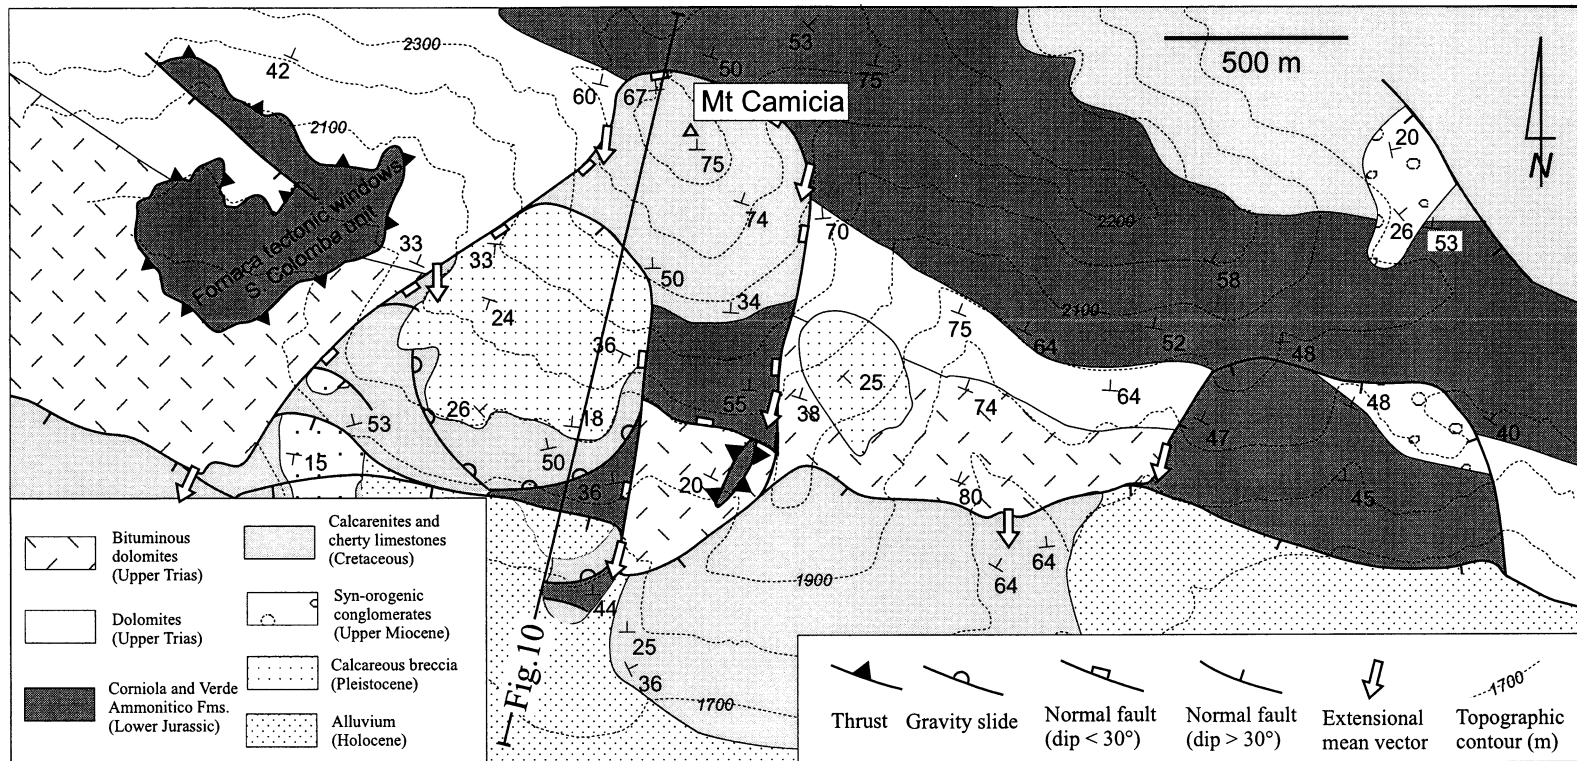 2300
53
50
75
500 m
42
60
67
Mt Camicia
2100
75
20
N
Fornaca tectonic windows
S. Colomba unit
74
2200
70
26
53
33
33
50
58
24
34
2100
75
36
64
52
48
25
64
26
18
55
38
74
48
53
47
40
50
15
20
36
80
45
64
64
1900
44
25
36
1700
Fig.10
Bituminous
dolomites
(Upper Trias)
Dolomites
(Upper Trias)
Corniola and Verde
Ammonitico Fms.
(Lower Jurassic)
Calcarenites and
cherty limestones
(Cretaceous)
Syn-orogenic
conglomerates
(Upper Miocene)
Calcareous breccia
(Pleistocene)
Alluvium
(Holocene)
Thrust
Gravity slide
Normal fault
(dip < 30°)
Normal fault
(dip > 30°)
Extensional
mean vector
1700
Topographic
contour (m)